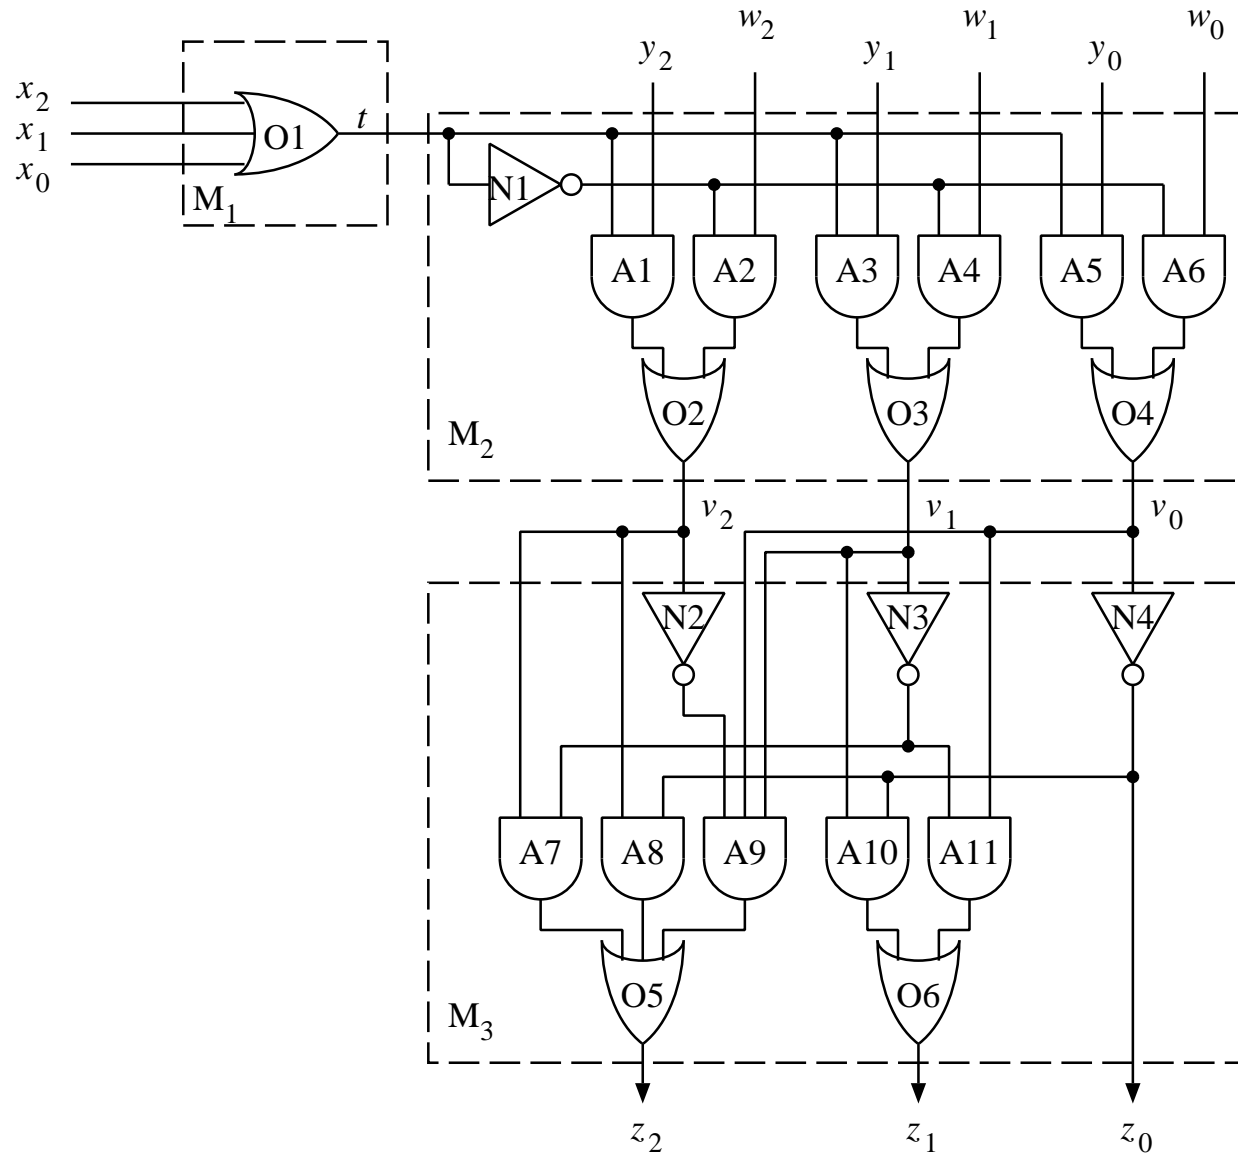 w₂ w₁ w₀
y₂ y₁ y₀
x₂
x₁ O1 t
x₀
M₁ N1
A1 A2 A3 A4 A5 A6
O2 O3 O4
M₂
v₂ v₁ v₀
N2 N3 N4
A7 A8 A9 A10 A11
O5 O6
M₃
z₂ z₁ z₀